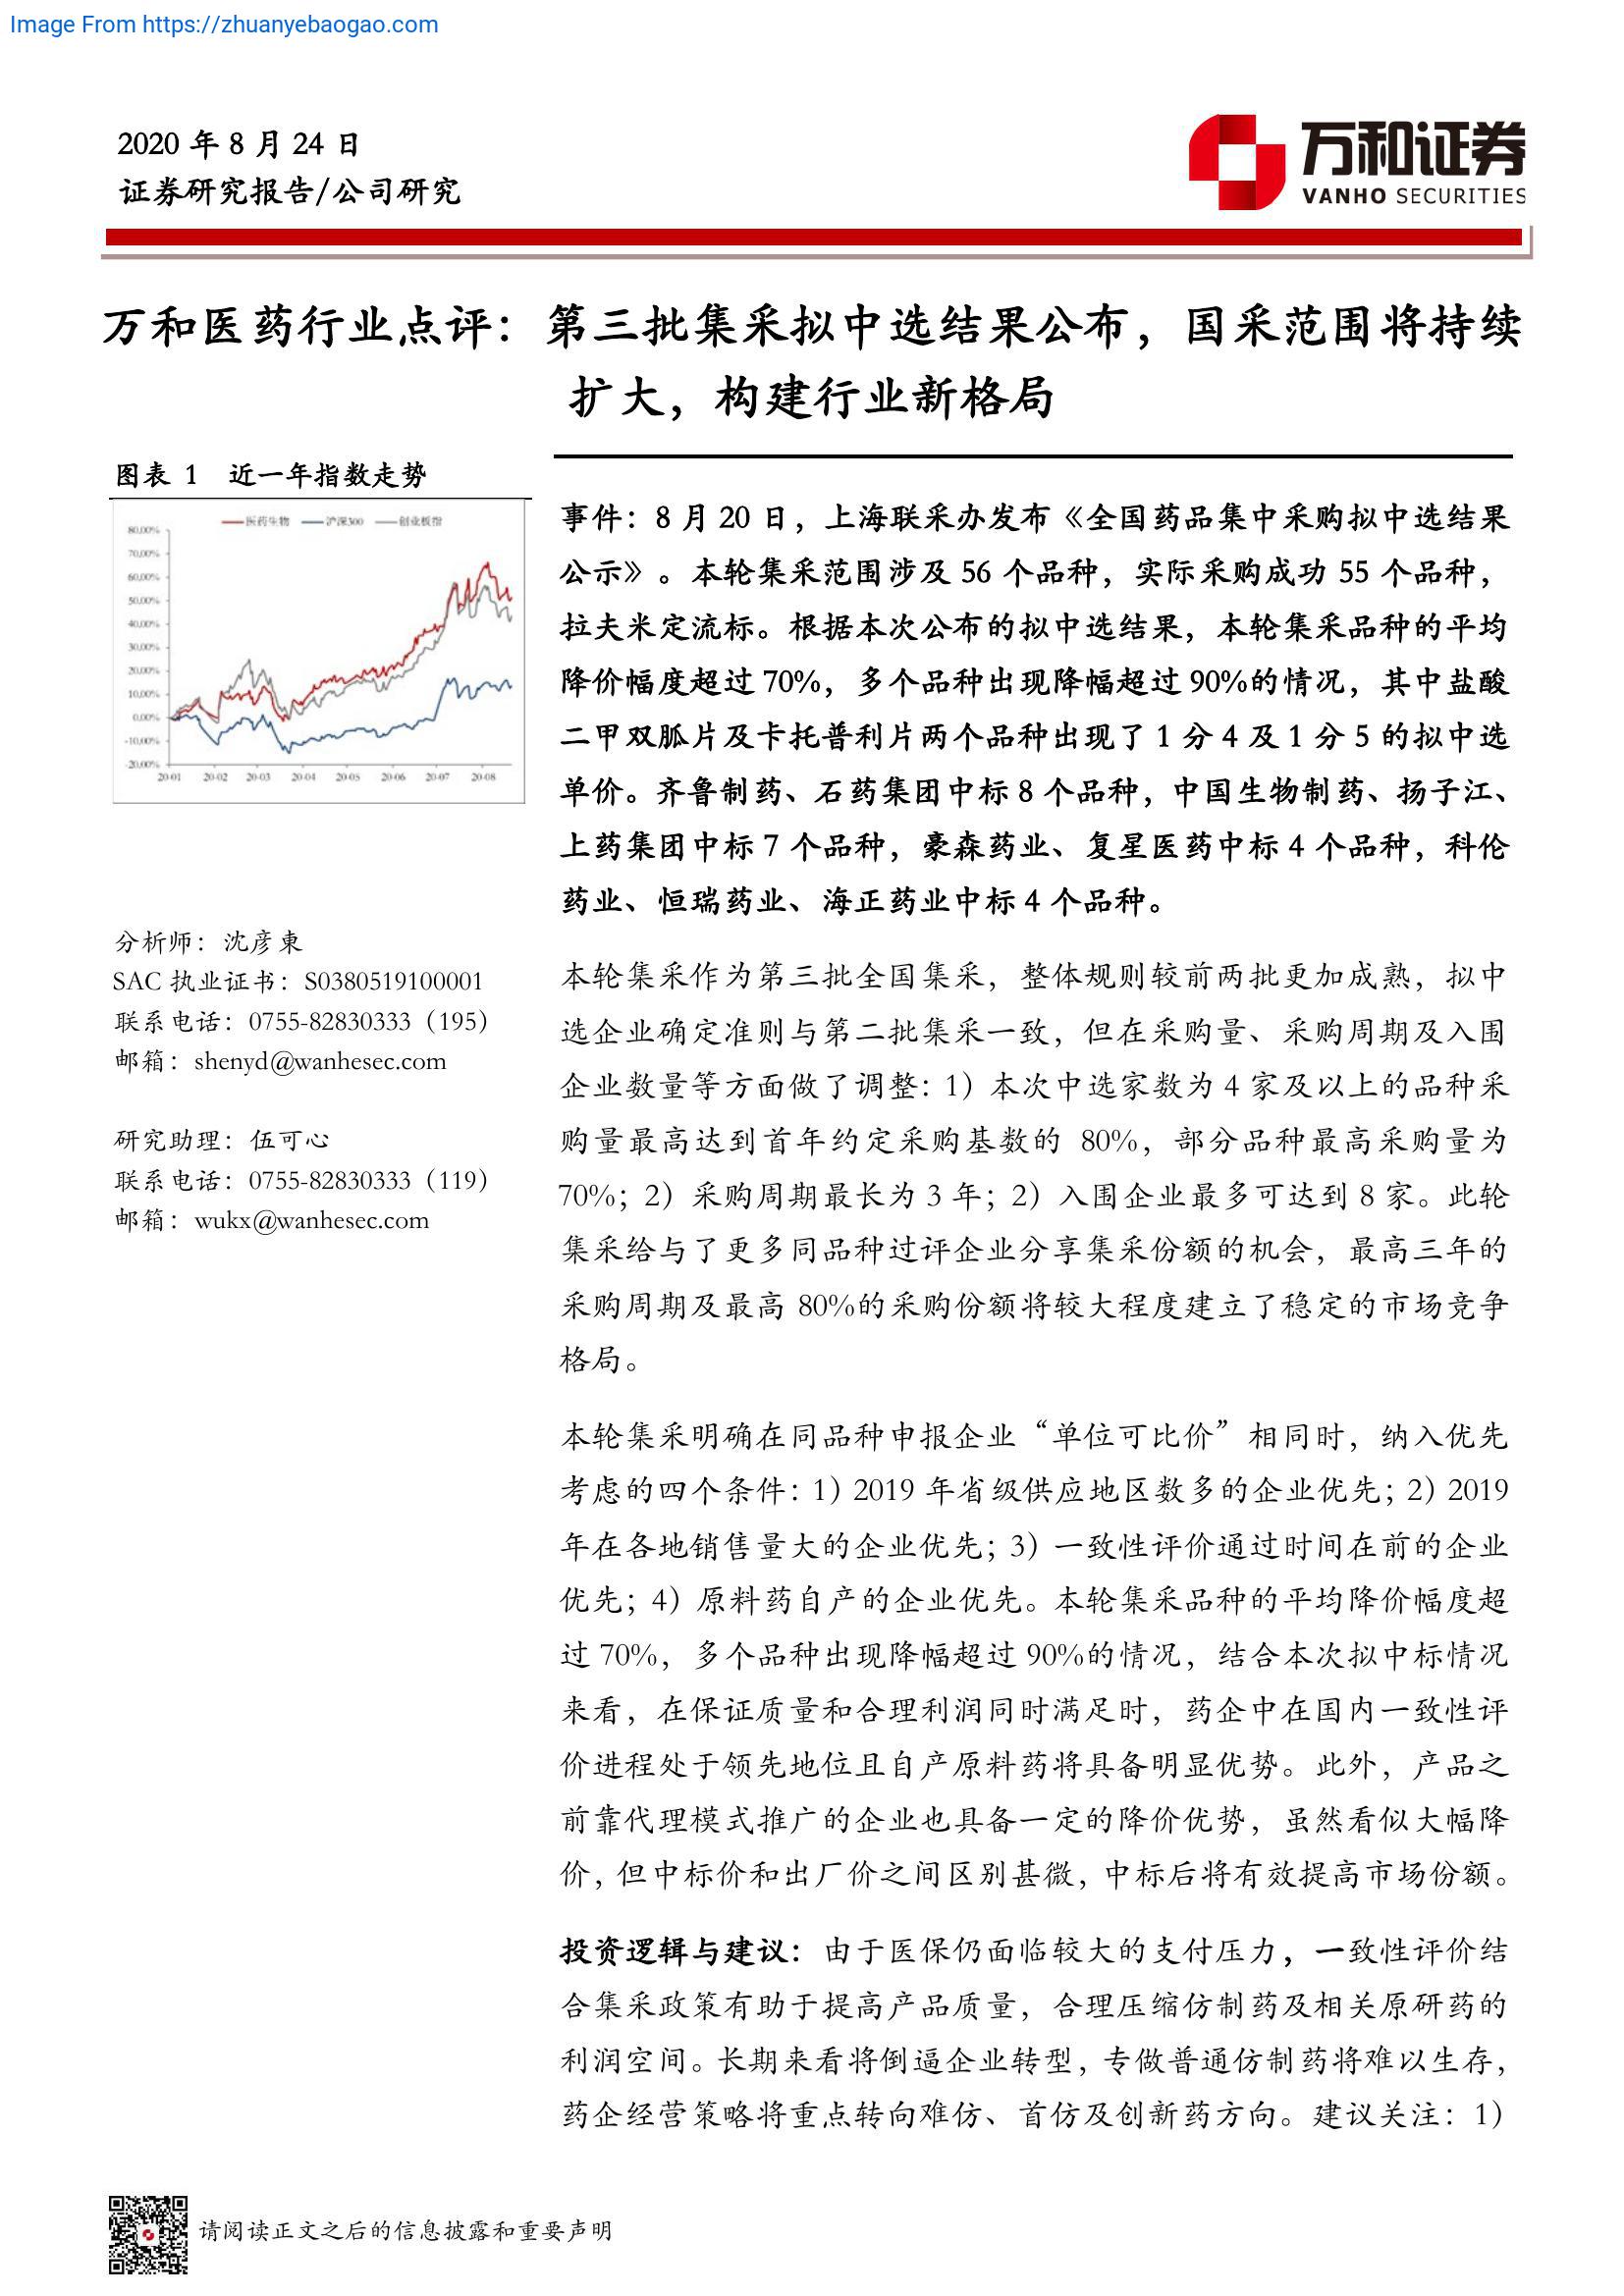 Image From https://zhuanyebaogao.com
2020 年 8 月 24 日
证券研究报告/公司研究
万和证券
VANHO SECURITIES
万和医药行业点评：第三批集采拟中选结果公布，国采范围将持续
扩大，构建行业新格局
图表 1 近一年指数走势
医药生物 沪深300 创业板指
80.00%
70.00%
60.00%
50.00%
40.00%
30.00%
20.00%
10.00%
0.00%
-10.00%
-20.00%
20-01 20-02 20-03 20-04 20-05 20-06 20-07 20-08
分析师：沈彦東
SAC 执业证书：S0380519100001
联系电话：0755-82830333（195）
邮箱：shenyd@wanhesec.com
研究助理：伍可心
联系电话：0755-82830333（119）
邮箱：wukx@wanhesec.com
事件：8 月 20 日，上海联采办发布《全国药品集中采购拟中选结果
公示》。本轮集采范围涉及 56 个品种，实际采购成功 55 个品种，
拉夫米定流标。根据本次公布的拟中选结果，本轮集采品种的平均
降价幅度超过 70%，多个品种出现降幅超过 90%的情况，其中盐酸
二甲双胍片及卡托普利片两个品种出现了 1 分 4 及 1 分 5 的拟中选
单价。齐鲁制药、石药集团中标 8 个品种，中国生物制药、扬子江、
上药集团中标 7 个品种，豪森药业、复星医药中标 4 个品种，科伦
药业、恒瑞药业、海正药业中标 4 个品种。
本轮集采作为第三批全国集采，整体规则较前两批更加成熟，拟中
选企业确定准则与第二批集采一致，但在采购量、采购周期及入围
企业数量等方面做了调整：1）本次中选家数为 4 家及以上的品种采
购量最高达到首年约定采购基数的 80%，部分品种最高采购量为
70%；2）采购周期最长为 3 年；2）入围企业最多可达到 8 家。此轮
集采给与了更多同品种过评企业分享集采份额的机会，最高三年的
采购周期及最高 80%的采购份额将较大程度建立了稳定的市场竞争
格局。
本轮集采明确在同品种申报企业“单位可比价”相同时，纳入优先
考虑的四个条件：1）2019 年省级供应地区数多的企业优先；2）2019
年在各地销售量大的企业优先；3）一致性评价通过时间在前的企业
优先；4）原料药自产的企业优先。本轮集采品种的平均降价幅度超
过 70%，多个品种出现降幅超过 90%的情况，结合本次拟中标情况
来看，在保证质量和合理利润同时满足时，药企中在国内一致性评
价进程处于领先地位且自产原料药将具备明显优势。此外，产品之
前靠代理模式推广的企业也具备一定的降价优势，虽然看似大幅降
价，但中标价和出厂价之间区别甚微，中标后将有效提高市场份额。
投资逻辑与建议：由于医保仍面临较大的支付压力，一致性评价结
合集采政策有助于提高产品质量，合理压缩仿制药及相关原研药的
利润空间。长期来看将倒逼企业转型，专做普通仿制药将难以生存，
药企经营策略将重点转向难仿、首仿及创新药方向。建议关注：1）
请阅读正文之后的信息披露和重要声明